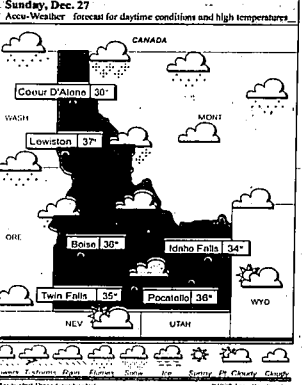 Sunday, Dec. 27
Accu-Weather forecast for daytime conditions and high temperatures
CANADA
Coeur D'Alene 30°
WASH
MONT
Lewiston 37°
ORE
Boise 36°
Idaho Falls 34°
WYO
Twin Falls 35°
Pocatello 36°
NEV
UTAH
T-storms Rain Flurries Snow Ice Sunny Pt. Cloudy Cloudy